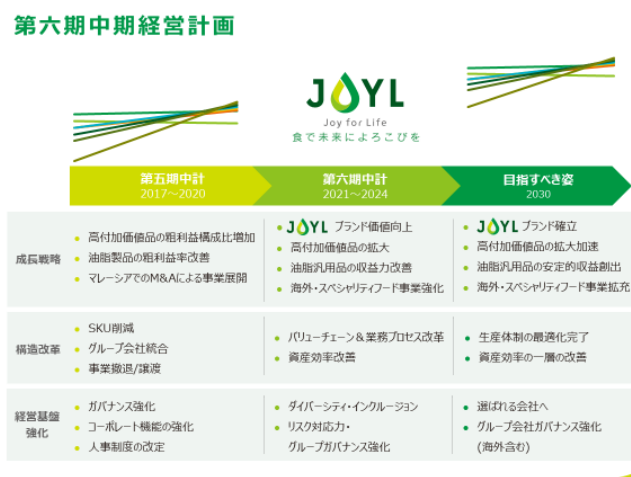 第六期中期経営計画
JOYL
Joy for Life
食で未来によろこびを
第五期中計
2017～2020
第六期中計
2021～2024
目指すべき姿
2030
成長戦略
高付加価値品の粗利益構成比増加
油脂製品の粗利益率改善
マレーシアでのM&Aによる事業展開
JOYL ブランド価値向上
高付加価値品の拡大
油脂汎用品の収益力改善
海外・スペシャリティフード事業強化
JOYL ブランド確立
高付加価値品の拡大加速
油脂汎用品の安定的収益創出
海外・スペシャリティフード事業拡充
構造改革
SKU削減
グループ会社統合
事業撤退/譲渡
バリューチェーン＆業務プロセス改革
資産効率改善
生産体制の最適化完了
資産効率の一層の改善
経営基盤
強化
ガバナンス強化
コーポレート機能の強化
人事制度の改定
ダイバーシティ・インクルージョン
リスク対応力・
グループガバナンス強化
選ばれる会社へ
グループ会社ガバナンス強化
(海外含む)